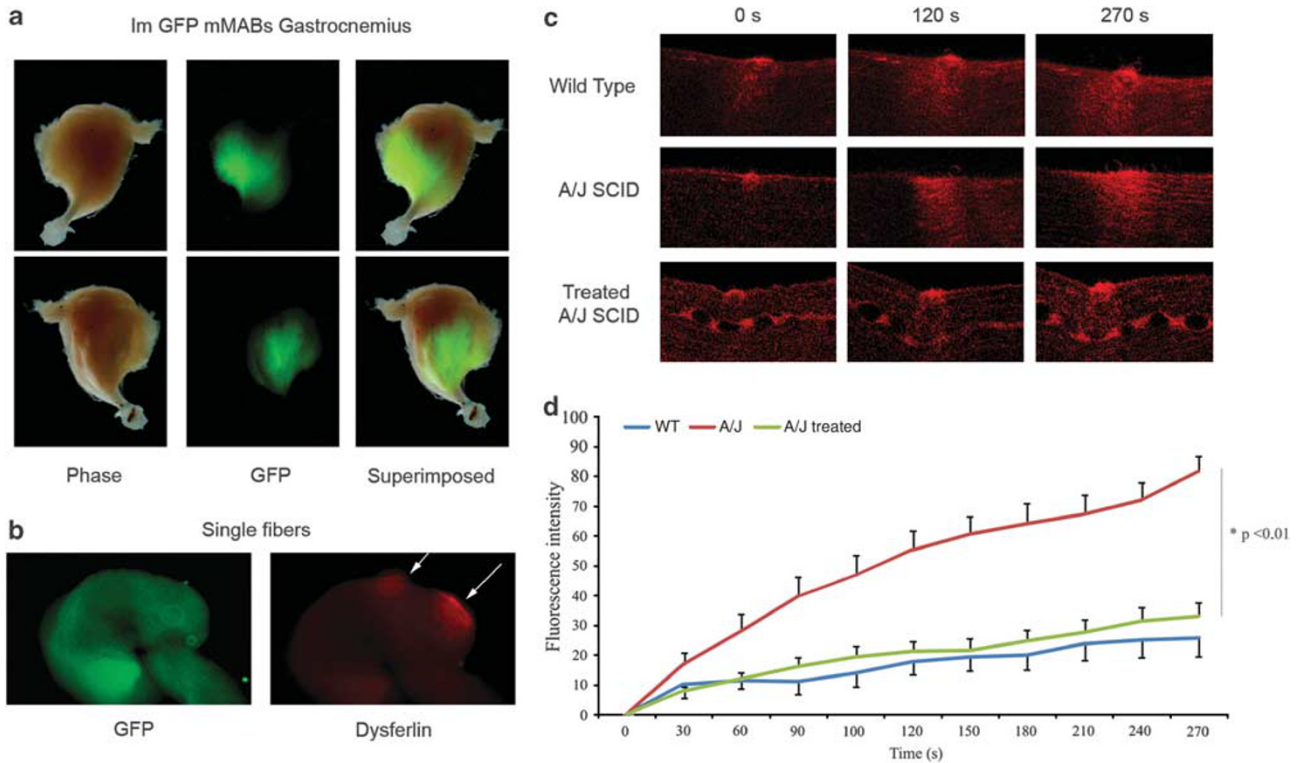 a
Im GFP mMABs Gastrocnemius
Phase
GFP
Superimposed
b
Single fibers
GFP
Dysferlin
c
0 s
120 s
270 s
Wild Type
A/J SCID
Treated
A/J SCID
d
WT
A/J
A/J treated
Fluorescence intensity
100
90
80
70
60
50
40
30
20
10
0
0
30
60
90
100
120
150
180
210
240
270
Time (s)
* p <0.01